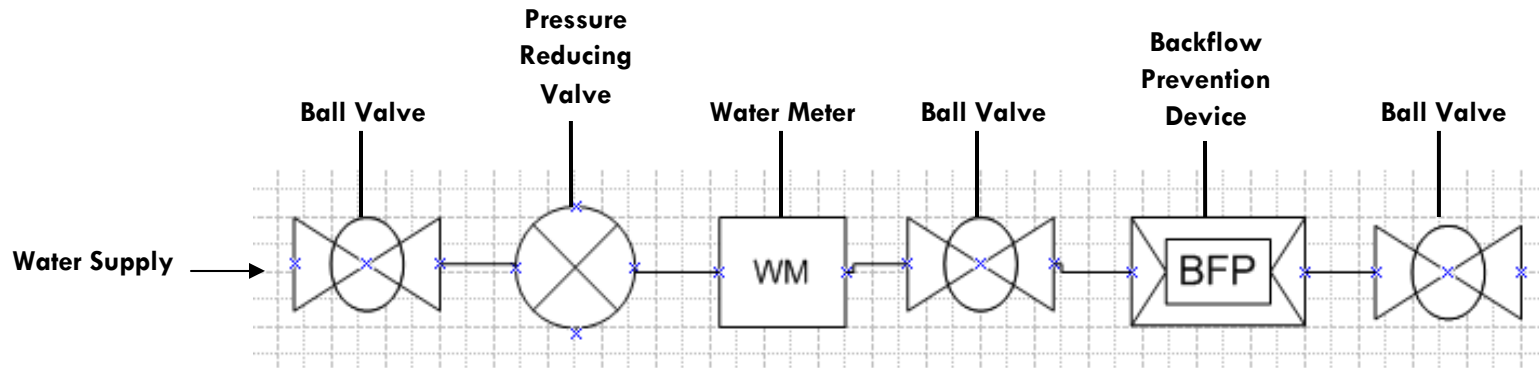 Pressure
Reducing
Valve
Backflow
Prevention
Device
Ball Valve
Water Meter
Ball Valve
Ball Valve
Water Supply
WM
BFP